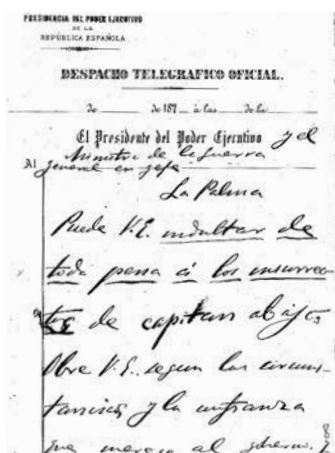 PRESIDENCIA DEL PODER EJECUTIVO
DE LA
REPÚBLICA ESPAÑOLA
DESPACHO TELEGRAFICO OFICIAL.
de de 187 á las de la
El Presidente del Poder Ejecutivo y el
Ministro de la Guerra
Al General en gefe
La Palma
Puede V.E. indultar de
toda pena á los insurrec
tos de capitan abajo
Obre V.E. segun las circuns-
tancias y la confianza
que merece al gobierno.